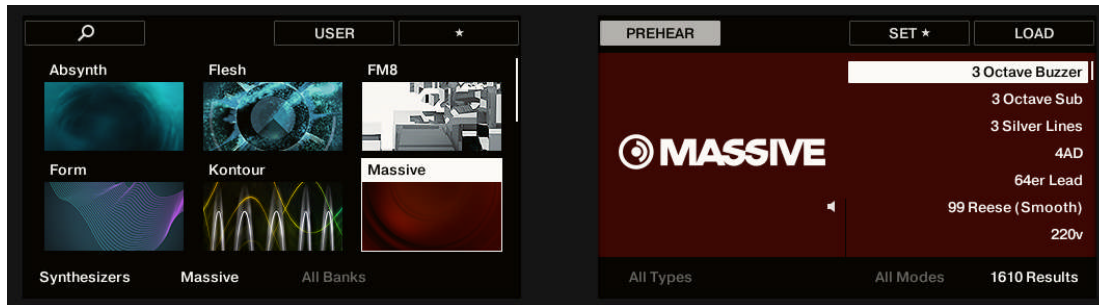 USER ★
Absynth Flesh FM8
Form Kontour Massive
Synthesizers Massive All Banks
PREHEAR SET ★ LOAD
MASSIVE
3 Octave Buzzer
3 Octave Sub
3 Silver Lines
4AD
64er Lead
99 Reese (Smooth)
220v
All Types All Modes 1610 Results